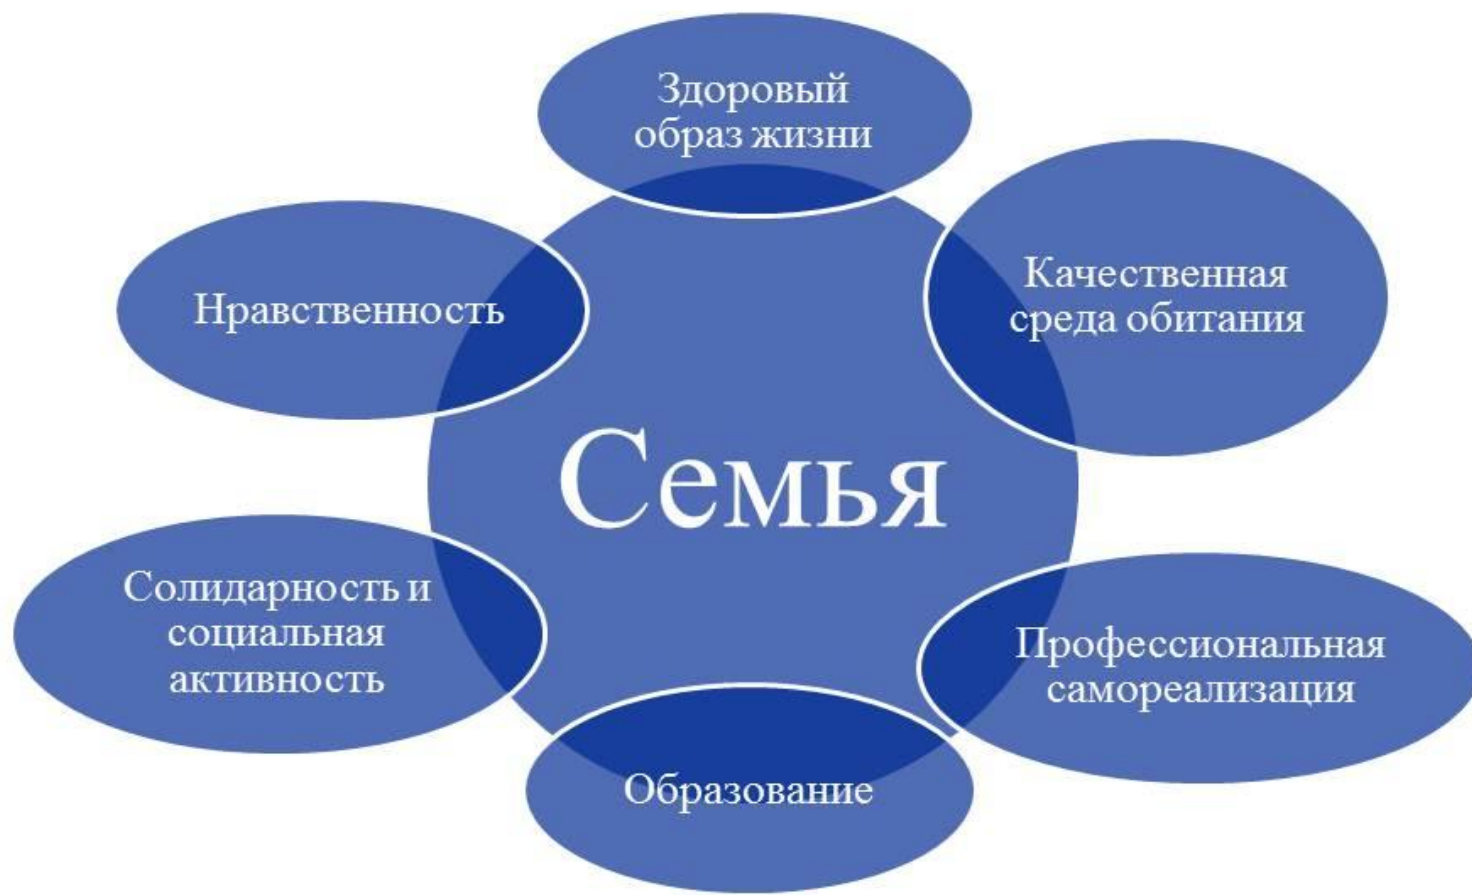 Здоровый
образ жизни
Качественная
среда обитания
Нравственность
Семья
Солидарность и
социальная
активность
Профессиональная
самореализация
Образование